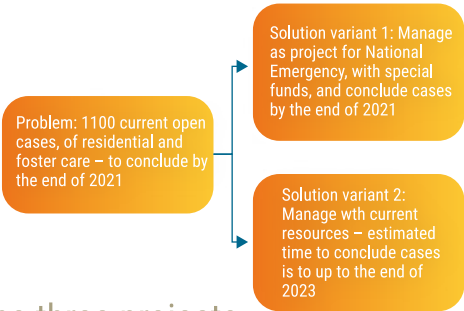 Problem: 1100 current open
cases, of residential and
foster care – to conclude by
the end of 2021
Solution variant 1: Manage
as project for National
Emergency, with special
funds, and conclude cases
by the end of 2021
Solution variant 2:
Manage wth current
resources – estimated
time to conclude cases
is to up to the end of
2023
three projects